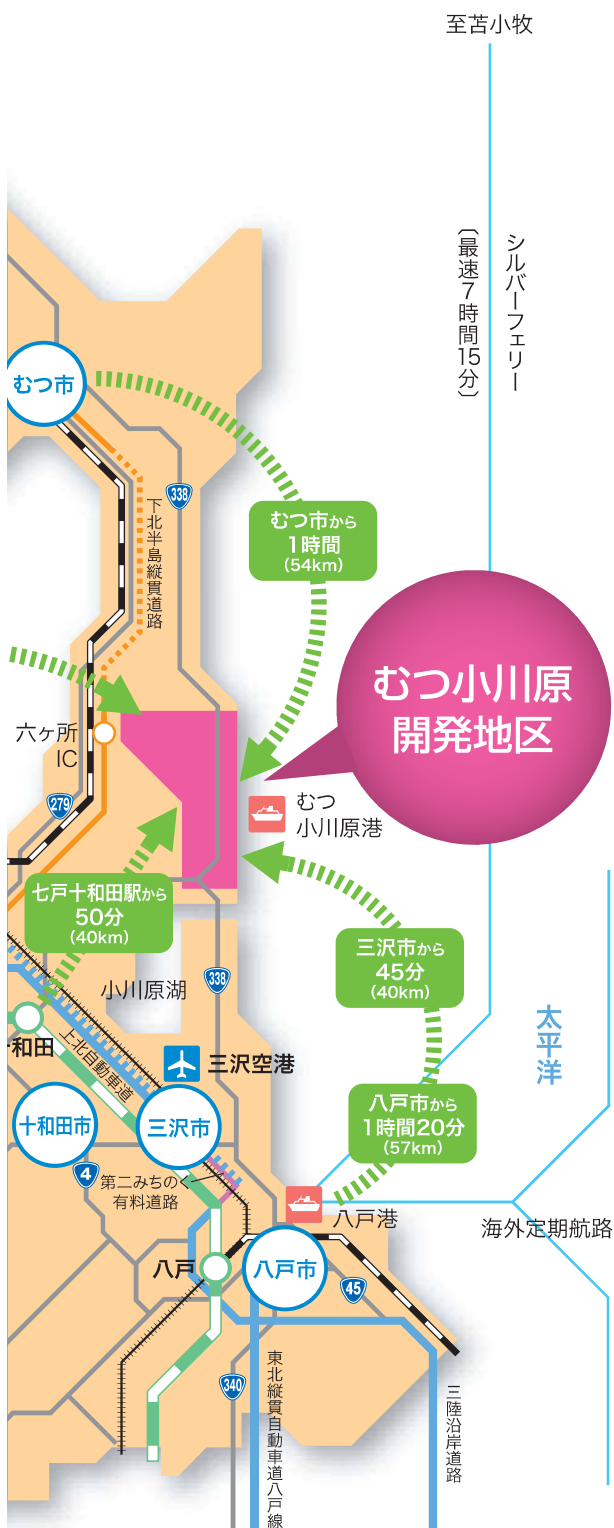 至苫小牧
シルバーフェリー
〔最速7時間15分〕
むつ市
338
下北半島縦貫道路
むつ市から
1時間
(54km)
むつ小川原
開発地区
六ヶ所
IC
279
むつ
小川原港
七戸十和田駅から
50分
(40km)
三沢市から
45分
(40km)
小川原湖
338
太平洋
和田
上北自動車道
三沢空港
八戸市から
1時間20分
(57km)
十和田市
三沢市
4
第二みちのく
有料道路
八戸港
海外定期航路
八戸
八戸市
45
340
東北縦貫自動車道八戸線
三陸沿岸道路